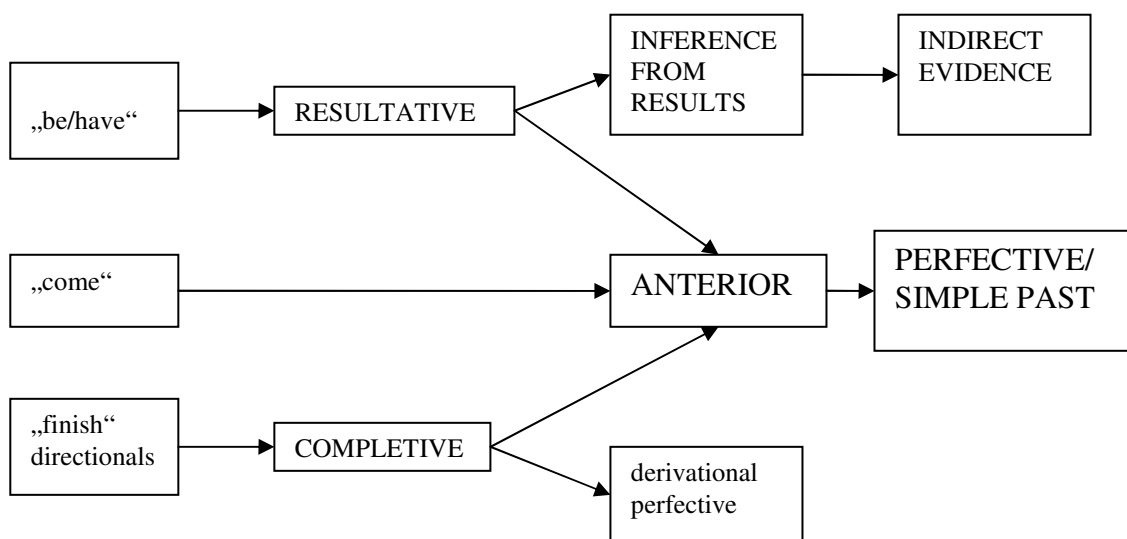 „be/have“
RESULTATIVE
INFERENCE
FROM
RESULTS
INDIRECT
EVIDENCE
„come“
ANTERIOR
PERFECTIVE/
SIMPLE PAST
„finish“
directionals
COMPLETIVE
derivational
perfective